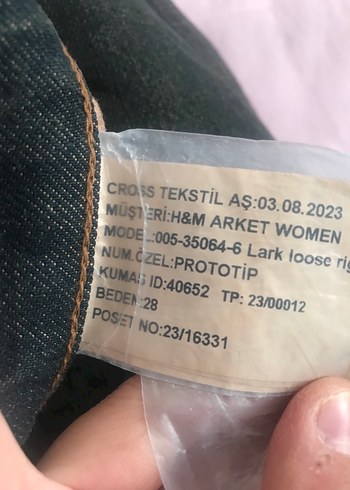 CROSS TEKSTİL AŞ:03.08.2023
MÜŞTERİ:H&M ARKET WOMEN
MODEL:005-35064-6 Lark loose
NUM.ÖZEL:PROTOTİP
KUMAŞ ID:40652 TP: 23/00012
BEDEN:28
POŞET NO:23/16331